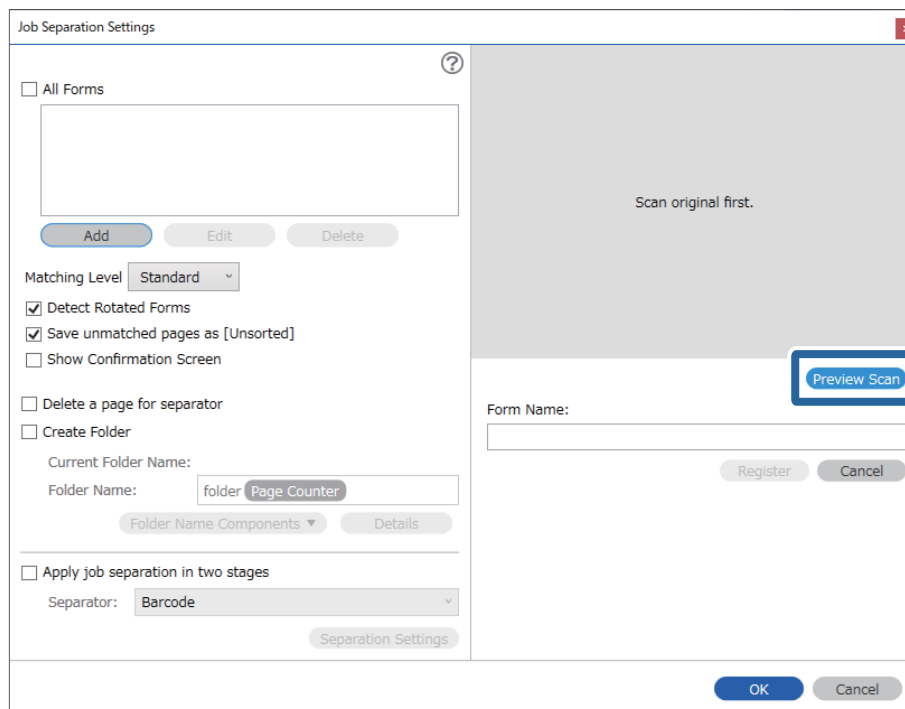 Job Separation Settings
?
All Forms
Add Edit Delete
Matching Level Standard
Detect Rotated Forms
Save unmatched pages as [Unsorted]
Show Confirmation Screen
Delete a page for separator
Create Folder
Current Folder Name:
Folder Name: folder Page Counter
Folder Name Components ▼ Details
Apply job separation in two stages
Separator: Barcode
Separation Settings
Scan original first.
Preview Scan
Form Name:
Register Cancel
OK Cancel